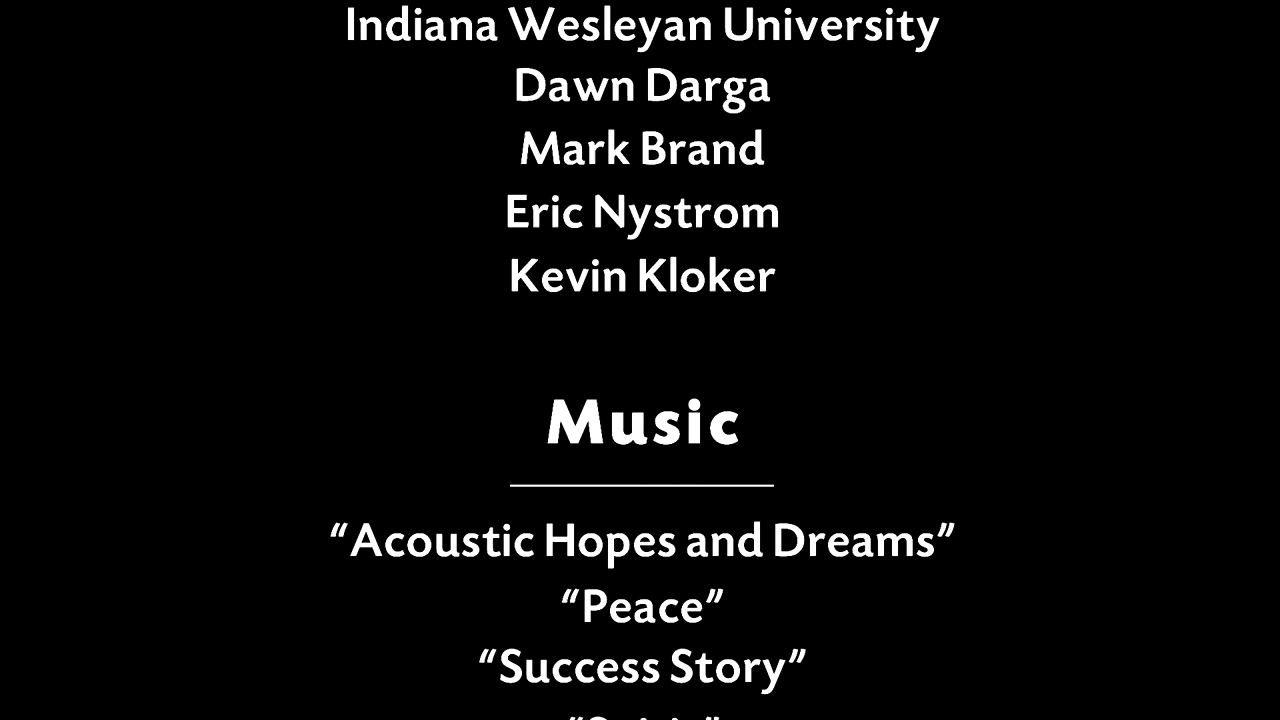 Indiana Wesleyan University
Dawn Darga
Mark Brand
Eric Nystrom
Kevin Kloker
Music
“Acoustic Hopes and Dreams”
“Peace”
“Success Story”